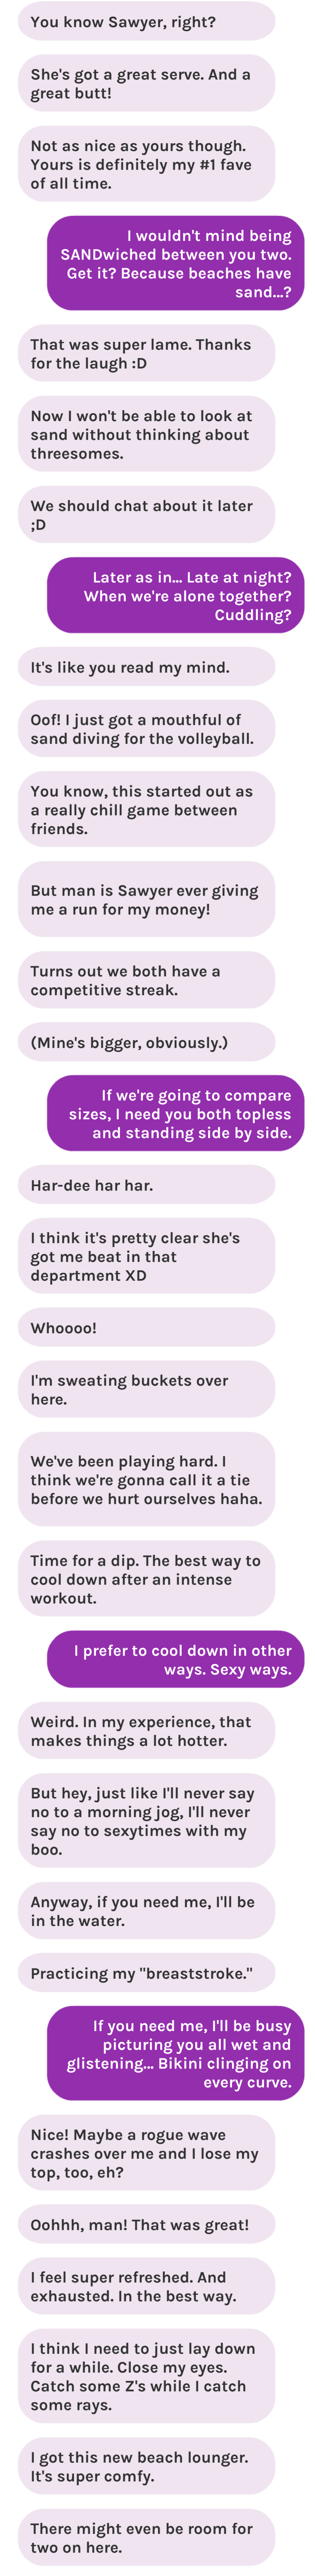 You know Sawyer, right?
She's got a great serve. And a
great butt!
Not as nice as yours though.
Yours is definitely my #1 fave
of all time.
I wouldn't mind being
SANDwiched between you two.
Get it? Because beaches have
sand...?
That was super lame. Thanks
for the laugh :D
Now I won't be able to look at
sand without thinking about
threesomes.
We should chat about it later
;D
Later as in... Late at night?
When we're alone together?
Cuddling?
It's like you read my mind.
Oof! I just got a mouthful of
sand diving for the volleyball.
You know, this started out as
a really chill game between
friends.
But man is Sawyer ever giving
me a run for my money!
Turns out we both have a
competitive streak.
(Mine's bigger, obviously.)
If we're going to compare
sizes, I need you both topless
and standing side by side.
Har-dee har har.
I think it's pretty clear she's
got me beat in that
department XD
Whoooo!
I'm sweating buckets over
here.
We've been playing hard. I
think we're gonna call it a tie
before we hurt ourselves haha.
Time for a dip. The best way to
cool down after an intense
workout.
I prefer to cool down in other
ways. Sexy ways.
Weird. In my experience, that
makes things a lot hotter.
But hey, just like I'll never say
no to a morning jog, I'll never
say no to sexytimes with my
boo.
Anyway, if you need me, I'll be
in the water.
Practicing my "breaststroke."
If you need me, I'll be busy
picturing you all wet and
glistening... Bikini clinging on
every curve.
Nice! Maybe a rogue wave
crashes over me and I lose my
top, too, eh?
Oohhh, man! That was great!
I feel super refreshed. And
exhausted. In the best way.
I think I need to just lay down
for a while. Close my eyes.
Catch some Z's while I catch
some rays.
I got this new beach lounger.
It's super comfy.
There might even be room for
two on here.